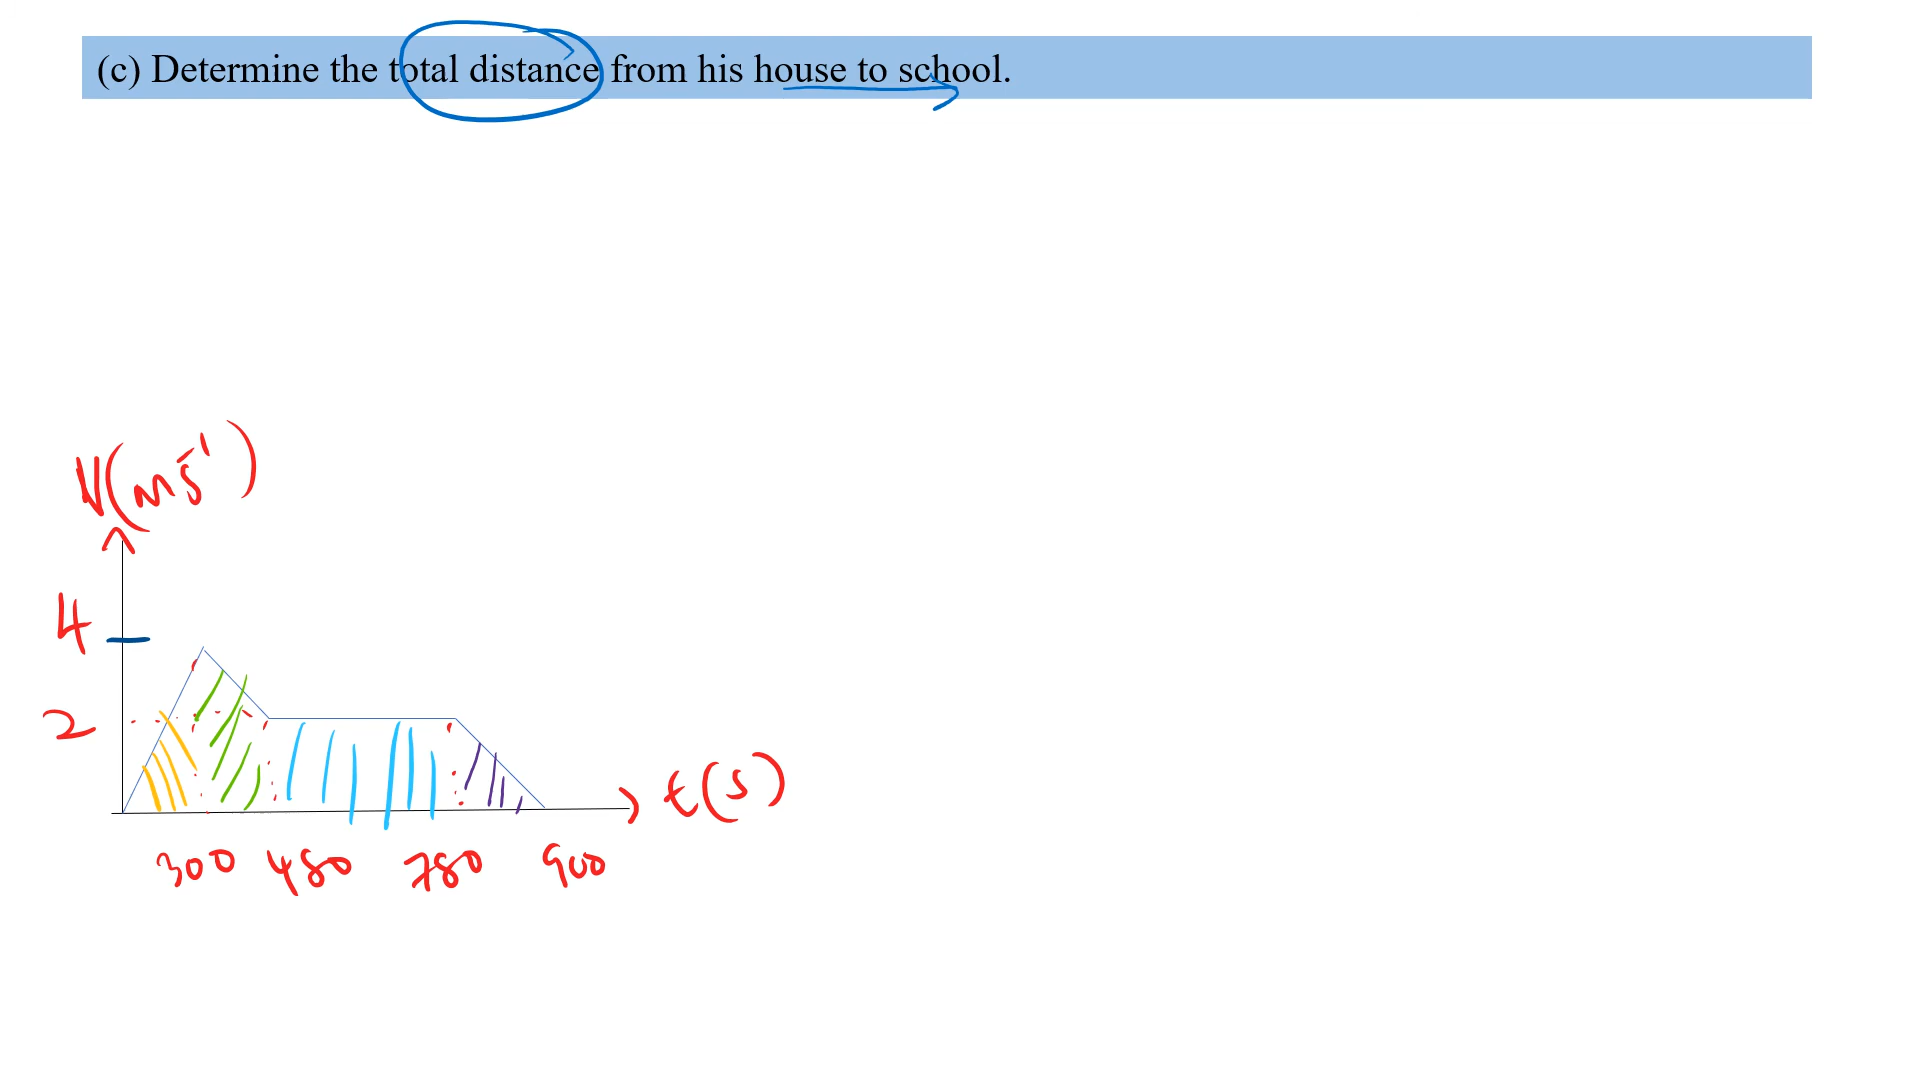 (c) Determine the total distance from his house to school.
V(ms⁻¹)
4
2
t(s)
300 480 780 900